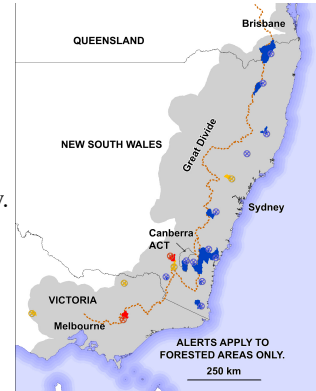 Brisbane
QUEENSLAND
Great Divide
NEW SOUTH WALES
y.
Sydney
Canberra
ACT
VICTORIA
Melbourne
ALERTS APPLY TO
FORESTED AREAS ONLY.
250 km